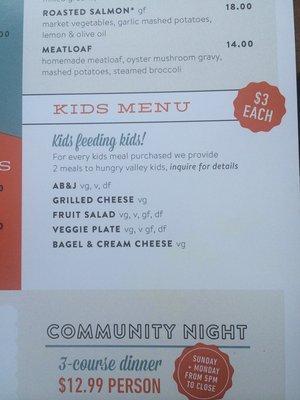 ROASTED SALMON* gf 18.00
market vegetables, garlic mashed potatoes,
lemon & olive oil
MEATLOAF 14.00
homemade meatloaf, oyster mushroom gravy,
mashed potatoes, steamed broccoli
KIDS MENU
$3
EACH
Kids feeding kids!
For every kids meal purchased we provide
2 meals to hungry valley kids, inquire for details
AB&J vg, v, df
GRILLED CHEESE vg
FRUIT SALAD vg, v, gf, df
VEGGIE PLATE vg, v gf, df
BAGEL & CREAM CHEESE vg
COMMUNITY NIGHT
3-course dinner
$12.99 PERSON
SUNDAY
+ MONDAY
FROM 5PM
TO CLOSE